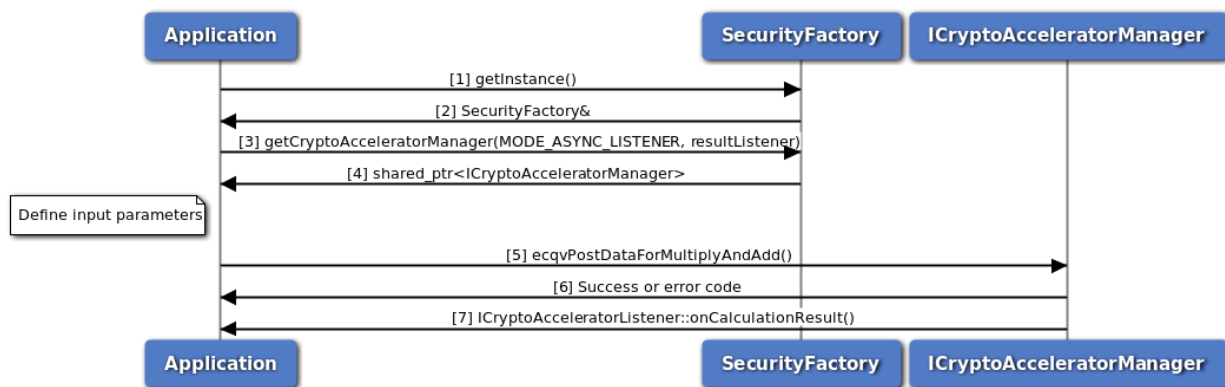 Application
SecurityFactory
ICryptoAcceleratorManager
[1] getInstance()
[2] SecurityFactory&
[3] getCryptoAcceleratorManager(MODE_ASYNC_LISTENER, resultListener)
[4] shared_ptr<ICryptoAcceleratorManager>
Define input parameters
[5] ecqvPostDataForMultiplyAndAdd()
[6] Success or error code
[7] ICryptoAcceleratorListener::onCalculationResult()
Application
SecurityFactory
ICryptoAcceleratorManager